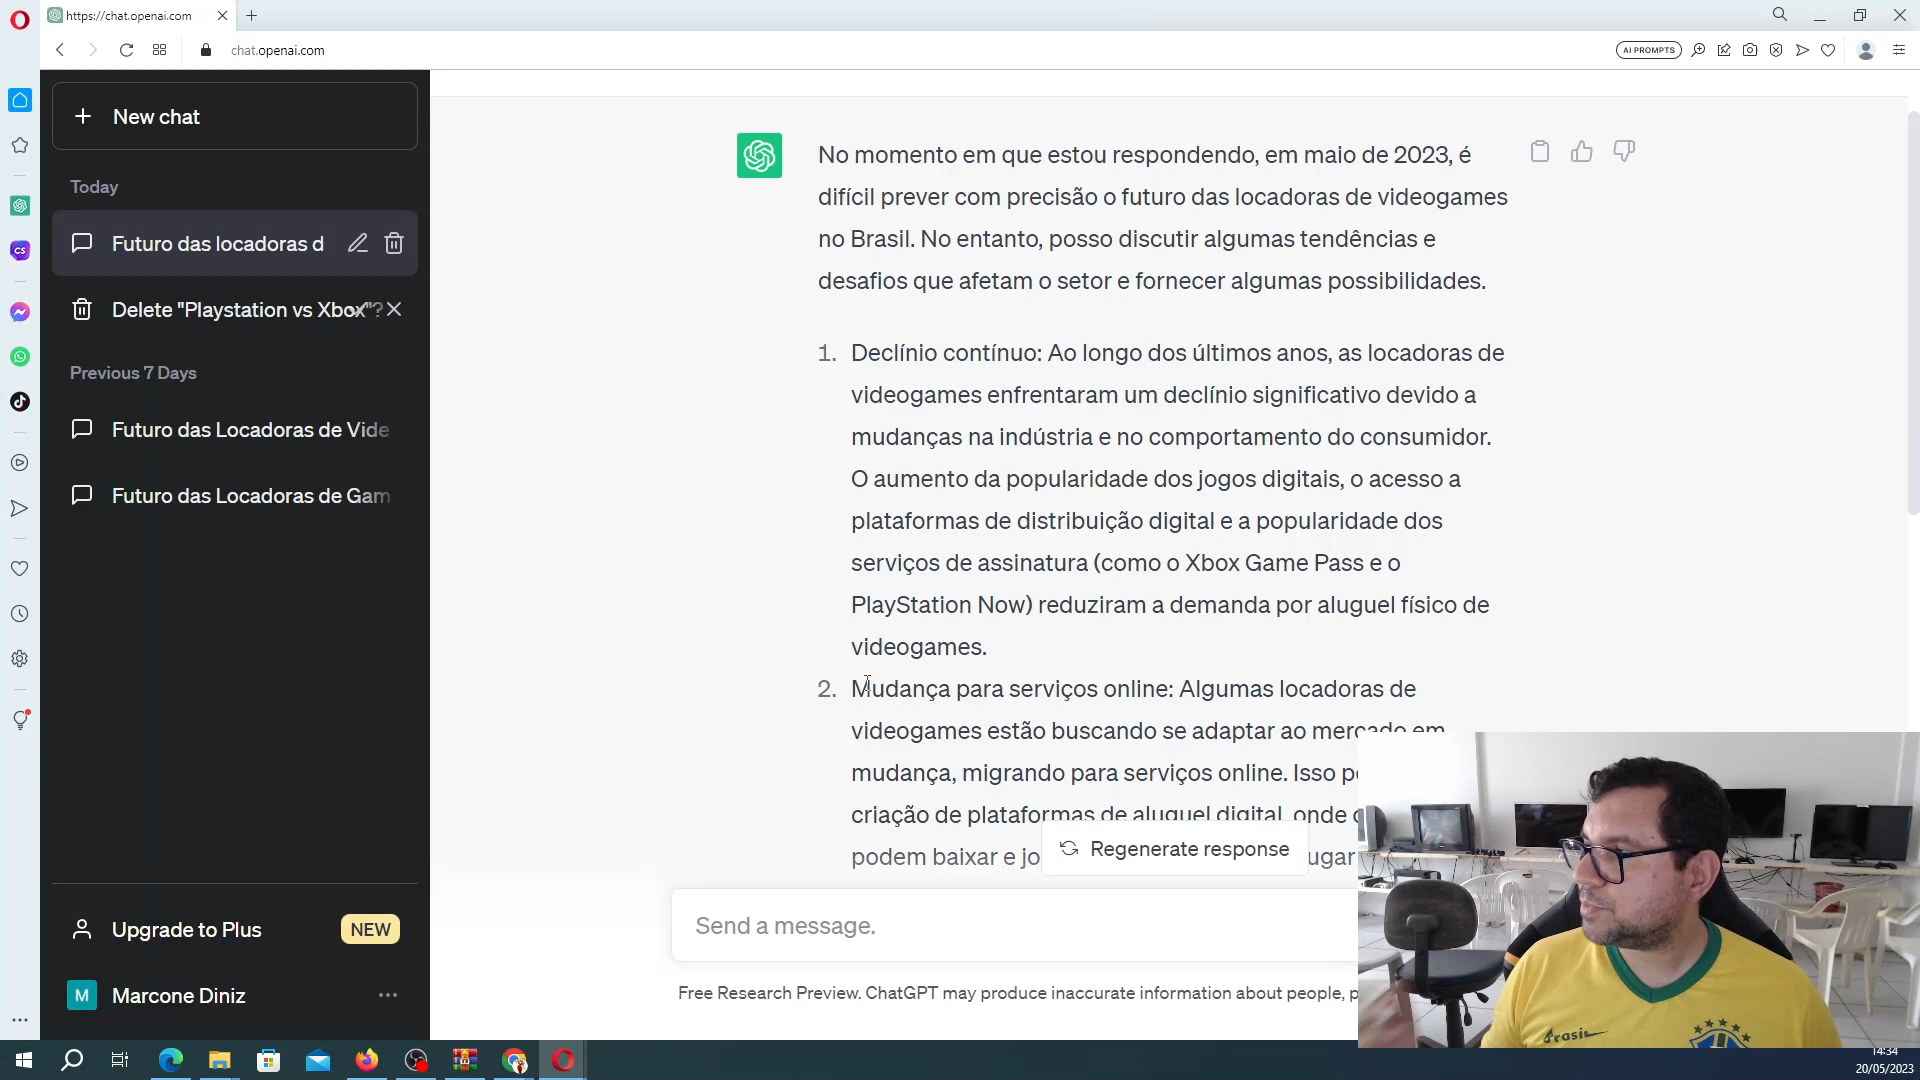 https://chat.openai.com
chat.openai.com
AI PROMPTS
New chat
Today
Futuro das locadoras d
Delete "Playstation vs Xbox"?
Previous 7 Days
Futuro das Locadoras de Vide
Futuro das Locadoras de Gam
Upgrade to Plus
NEW
M
Marcone Diniz
CS
No momento em que estou respondendo, em maio de 2023, é
difícil prever com precisão o futuro das locadoras de videogames
no Brasil. No entanto, posso discutir algumas tendências e
desafios que afetam o setor e fornecer algumas possibilidades.
1. Declínio contínuo: Ao longo dos últimos anos, as locadoras de
videogames enfrentaram um declínio significativo devido a
mudanças na indústria e no comportamento do consumidor.
O aumento da popularidade dos jogos digitais, o acesso a
plataformas de distribuição digital e a popularidade dos
serviços de assinatura (como o Xbox Game Pass e o
PlayStation Now) reduziram a demanda por aluguel físico de
videogames.
2. Mudança para serviços online: Algumas locadoras de
videogames estão buscando se adaptar ao mercado em
mudança, migrando para serviços online. Isso
criação de plataformas de aluguel digital, onde
podem baixar e
Regenerate response
Send a message.
Free Research Preview. ChatGPT may produce inaccurate information about people,
Brasil
14:34
20/05/2023